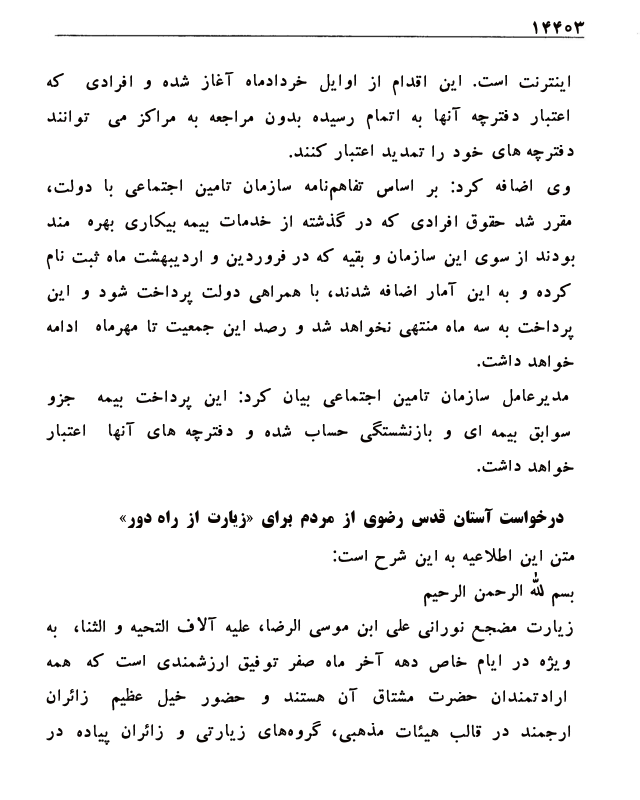 ۱۴۴۰۳
اینترنت است. این اقدام از اوایل خردادماه آغاز شده و افرادی که
اعتبار دفترچه آنها به اتمام رسیده بدون مراجعه به مراکز می توانند
دفترچه های خود را تمدید اعتبار کنند.
وی اضافه کرد: بر اساس تفاهم‌نامه سازمان تامین اجتماعی با دولت،
مقرر شد حقوق افرادی که در گذشته از خدمات بیمه بیکاری بهره مند
بودند از سوی این سازمان و بقیه که در فروردین و اردیبهشت ماه ثبت نام
کرده و به این آمار اضافه شدند، با همراهی دولت پرداخت شود و این
پرداخت به سه ماه منتهی نخواهد شد و رصد این جمعیت تا مهرماه ادامه
خواهد داشت.
مدیرعامل سازمان تامین اجتماعی بیان کرد: این پرداخت بیمه جزو
سوابق بیمه ای و بازنشستگی حساب شده و دفترچه های آنها اعتبار
خواهد داشت.
درخواست آستان قدس رضوی از مردم برای «زیارت از راه دور»
متن این اطلاعیه به این شرح است:
بسم لله الرحمن الرحیم
زیارت مضجع نورانی علی ابن موسی الرضا، علیه آلاف التحیه و الثنا، به
ویژه در ایام خاص دهه آخر ماه صفر توفیق ارزشمندی است که همه
ارادتمندان حضرت مشتاق آن هستند و حضور خیل عظیم زائران
ارجمند در قالب هیئات مذهبی، گروه‌های زیارتی و زائران پیاده در